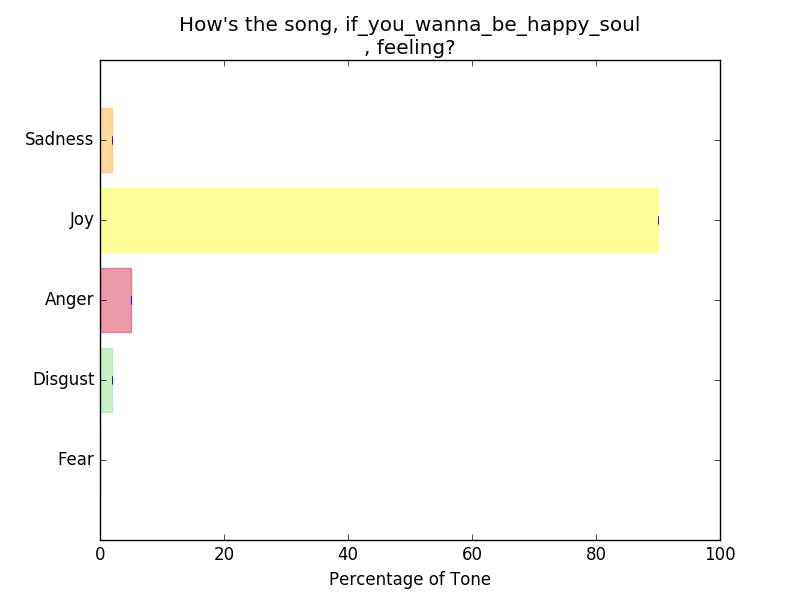 How's the song, if_you_wanna_be_happy_soul
, feeling?
Sadness
Joy
Anger
Disgust
Fear
0 20 40 60 80 100
Percentage of Tone